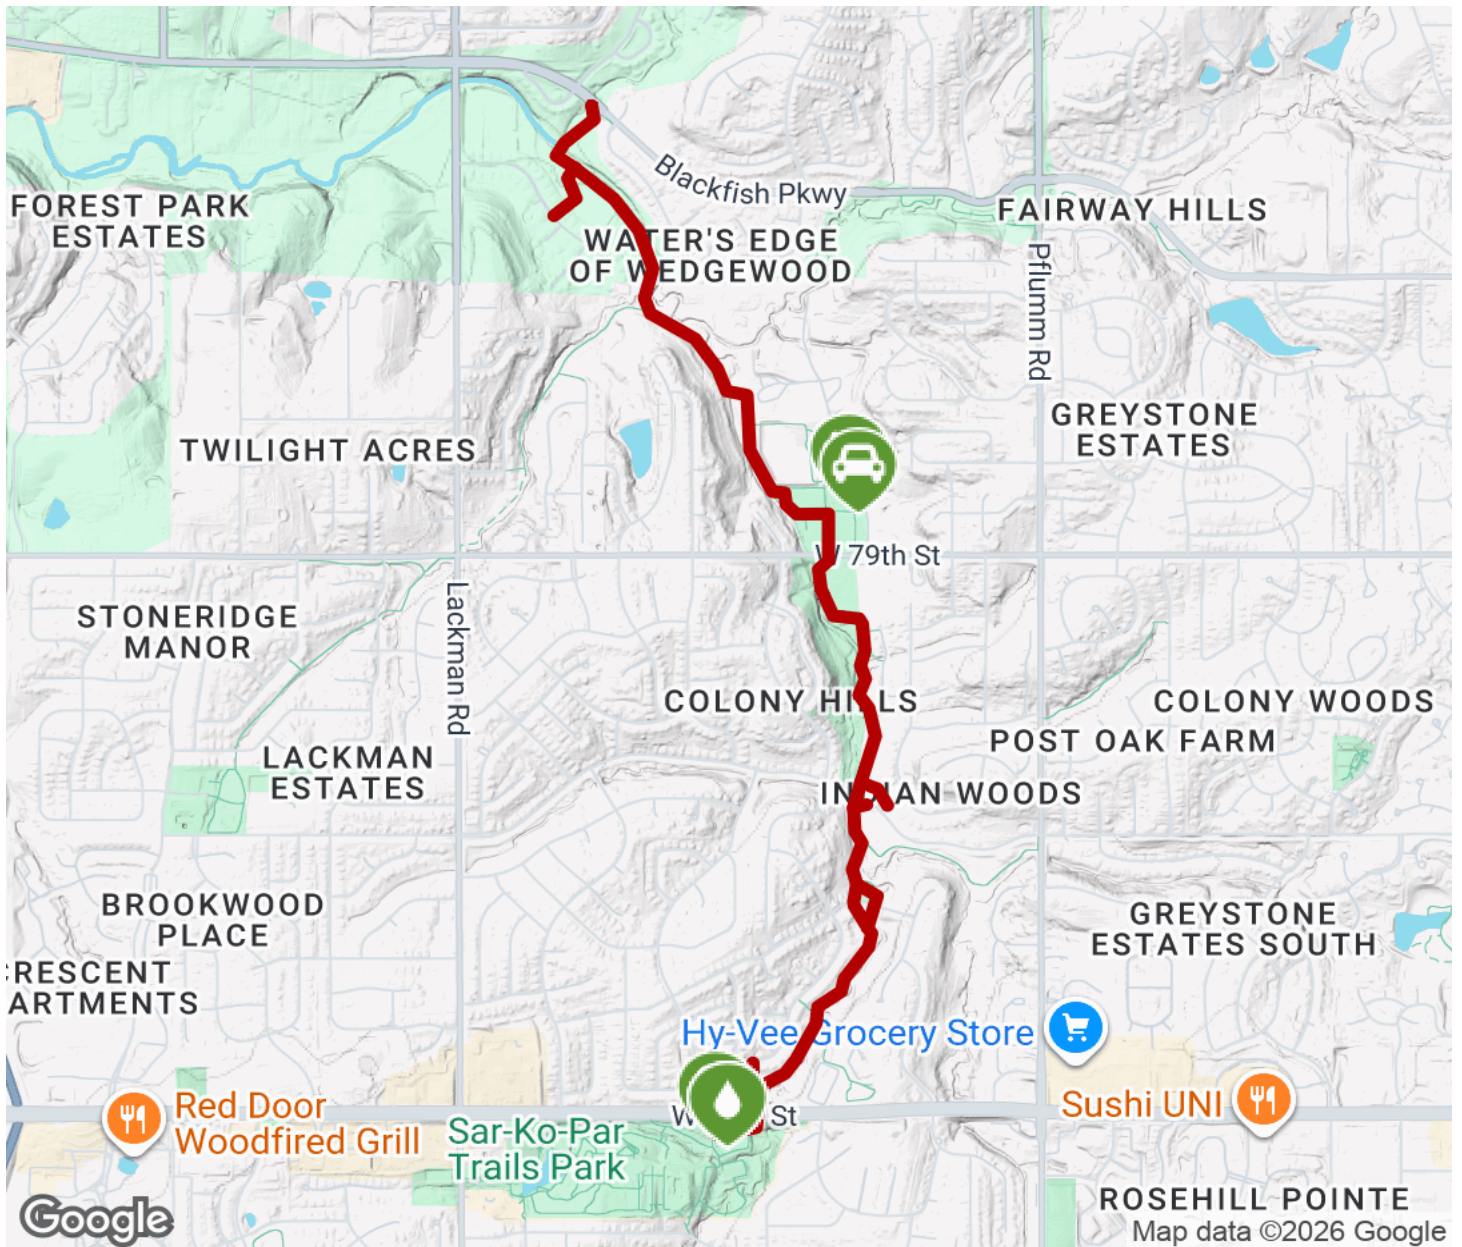 Blackfish Pkwy
FOREST PARK
ESTATES
FAIRWAY HILLS
WATER'S EDGE
OF WEDGEWOOD
Pflumm Rd
GREYSTONE
ESTATES
TWILIGHT ACRES
W 79th St
Lackman Rd
STONERIDGE
MANOR
COLONY HILLS
COLONY WOODS
POST OAK FARM
LACKMAN
ESTATES
INDIAN WOODS
BROOKWOOD
PLACE
GREYSTONE
ESTATES SOUTH
CRESCENT
ARTMENTS
Hy-Vee Grocery Store
Red Door
Woodfired Grill
Sushi UNI
W St
Sar-Ko-Par
Trails Park
ROSEHILL POINTE
Google
Map data ©2026 Google